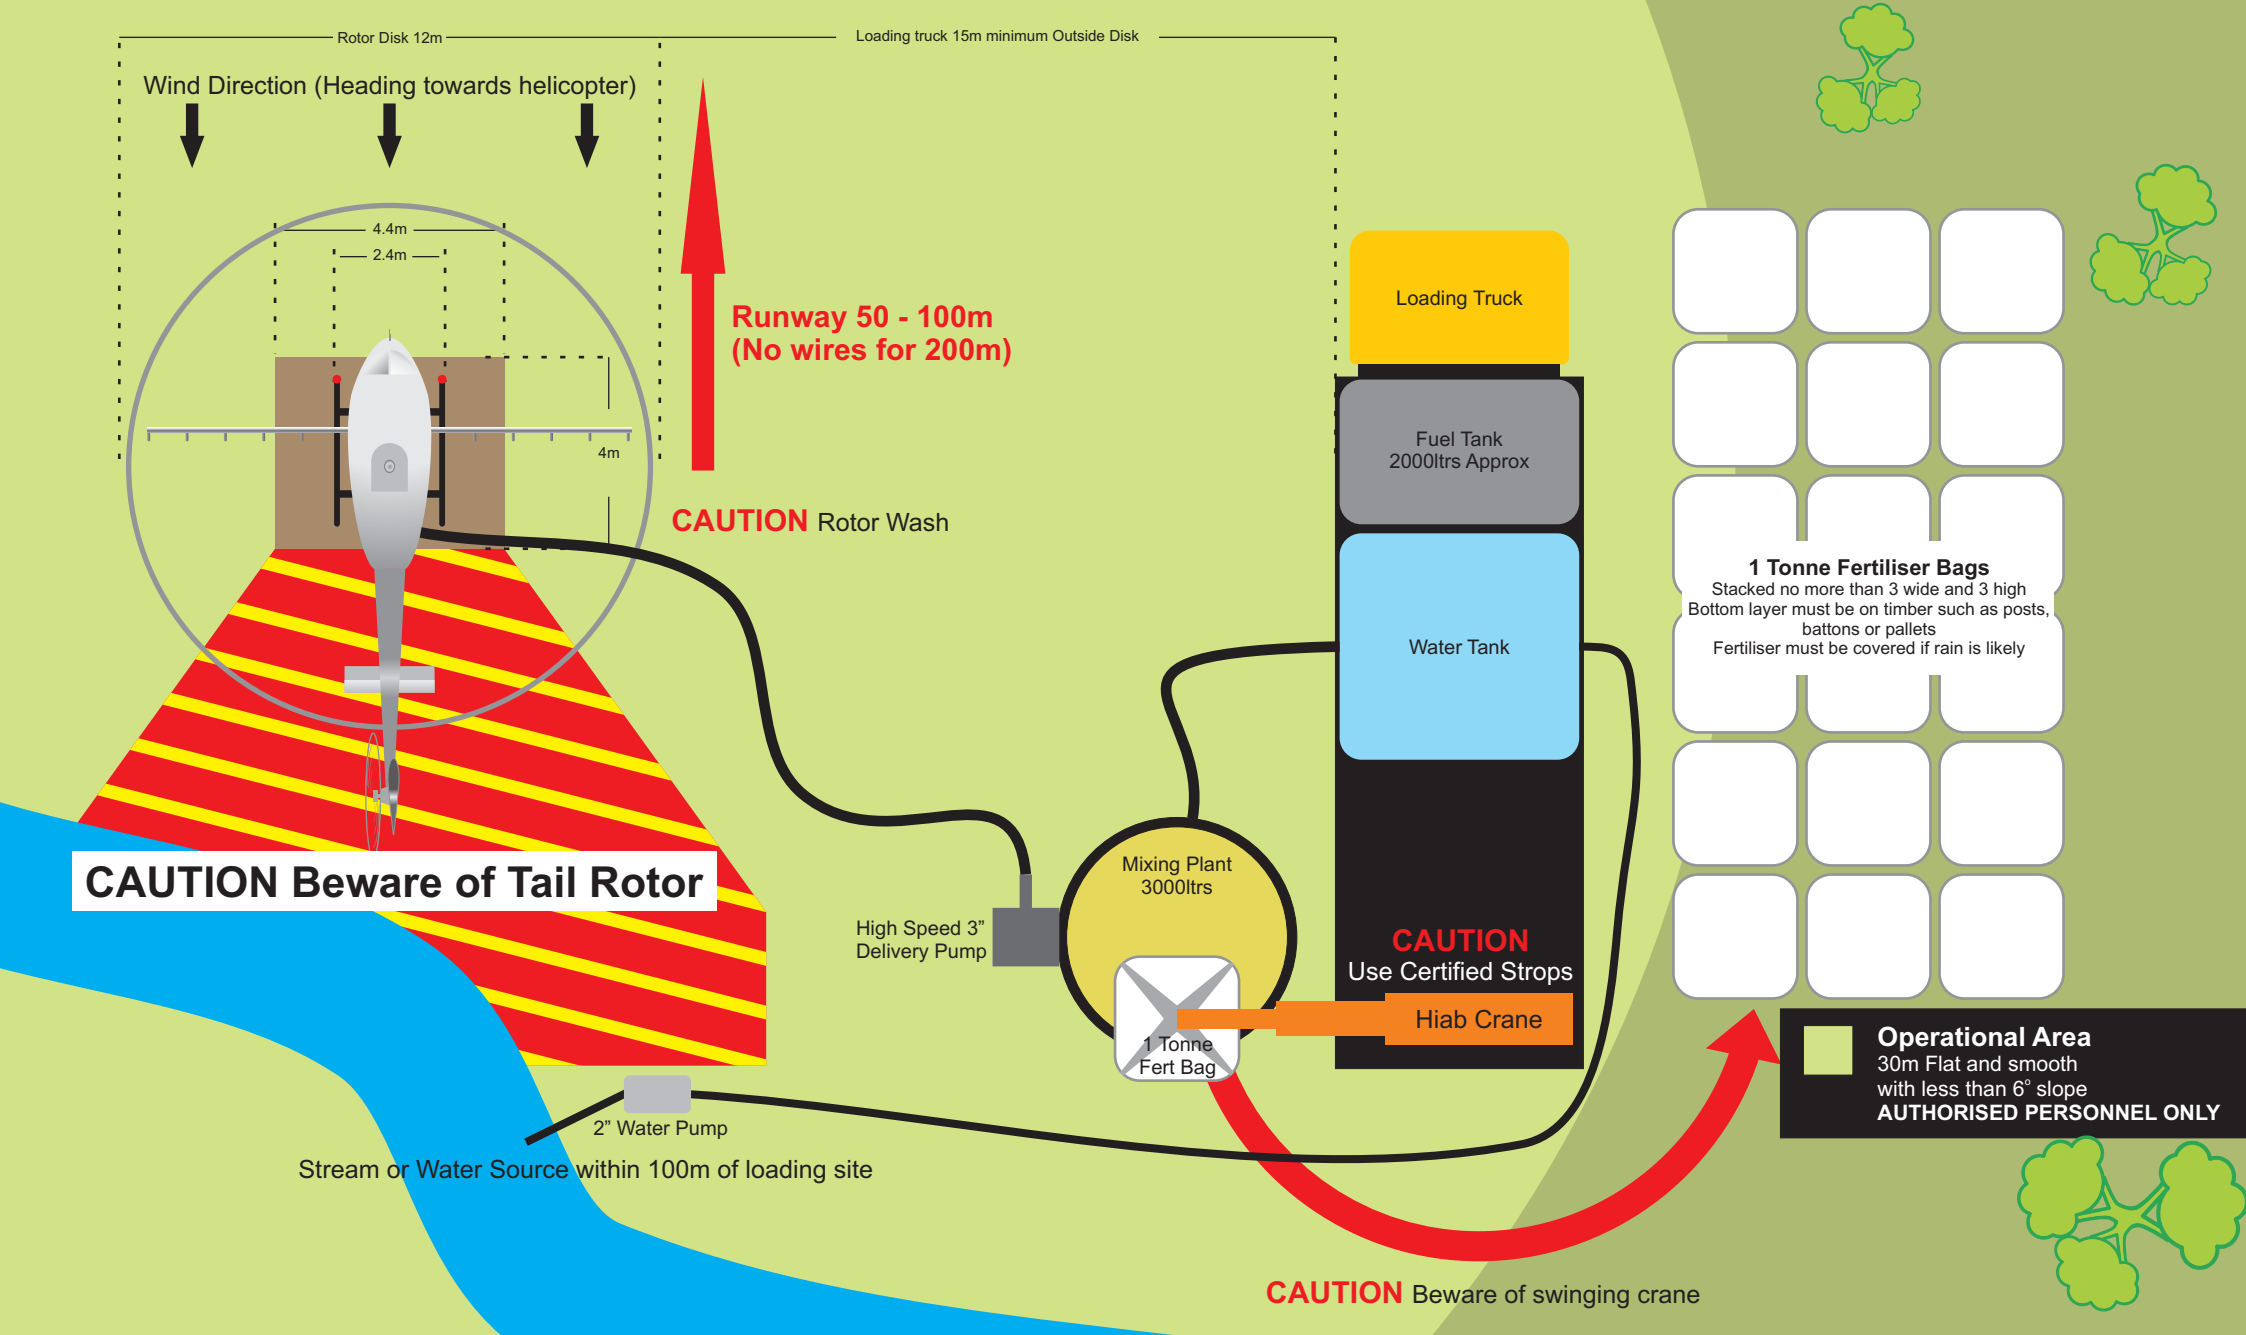 Rotor Disk 12m
Loading truck 15m minimum Outside Disk
Wind Direction (Heading towards helicopter)
4.4m
2.4m
Runway 50 - 100m
(No wires for 200m)
4m
CAUTION Rotor Wash
Loading Truck
Fuel Tank
2000ltrs Approx
Water Tank
1 Tonne Fertiliser Bags
Stacked no more than 3 wide and 3 high
Bottom layer must be on timber such as posts,
battons or pallets
Fertiliser must be covered if rain is likely
CAUTION Beware of Tail Rotor
Mixing Plant
3000ltrs
High Speed 3”
Delivery Pump
CAUTION
Use Certified Strops
Hiab Crane
1 Tonne
Fert Bag
Operational Area
30m Flat and smooth
with less than 6° slope
AUTHORISED PERSONNEL ONLY
2” Water Pump
Stream or Water Source within 100m of loading site
CAUTION Beware of swinging crane